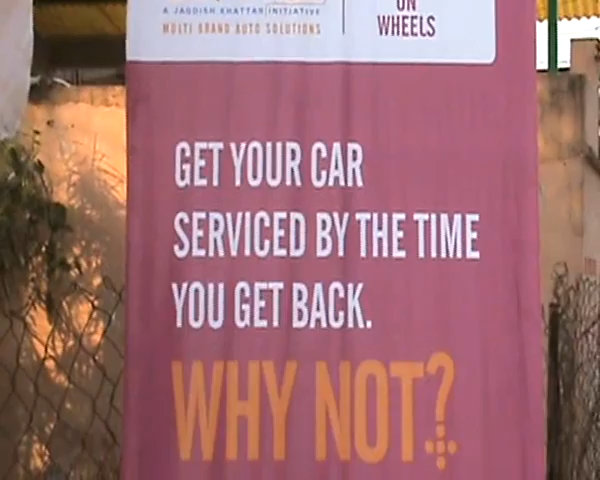 A JAGDISH KHATTAR INITIATIVE
MULTI BRAND AUTO SOLUTIONS
ON
WHEELS
GET YOUR CAR
SERVICED BY THE TIME
YOU GET BACK.
WHY NOT?